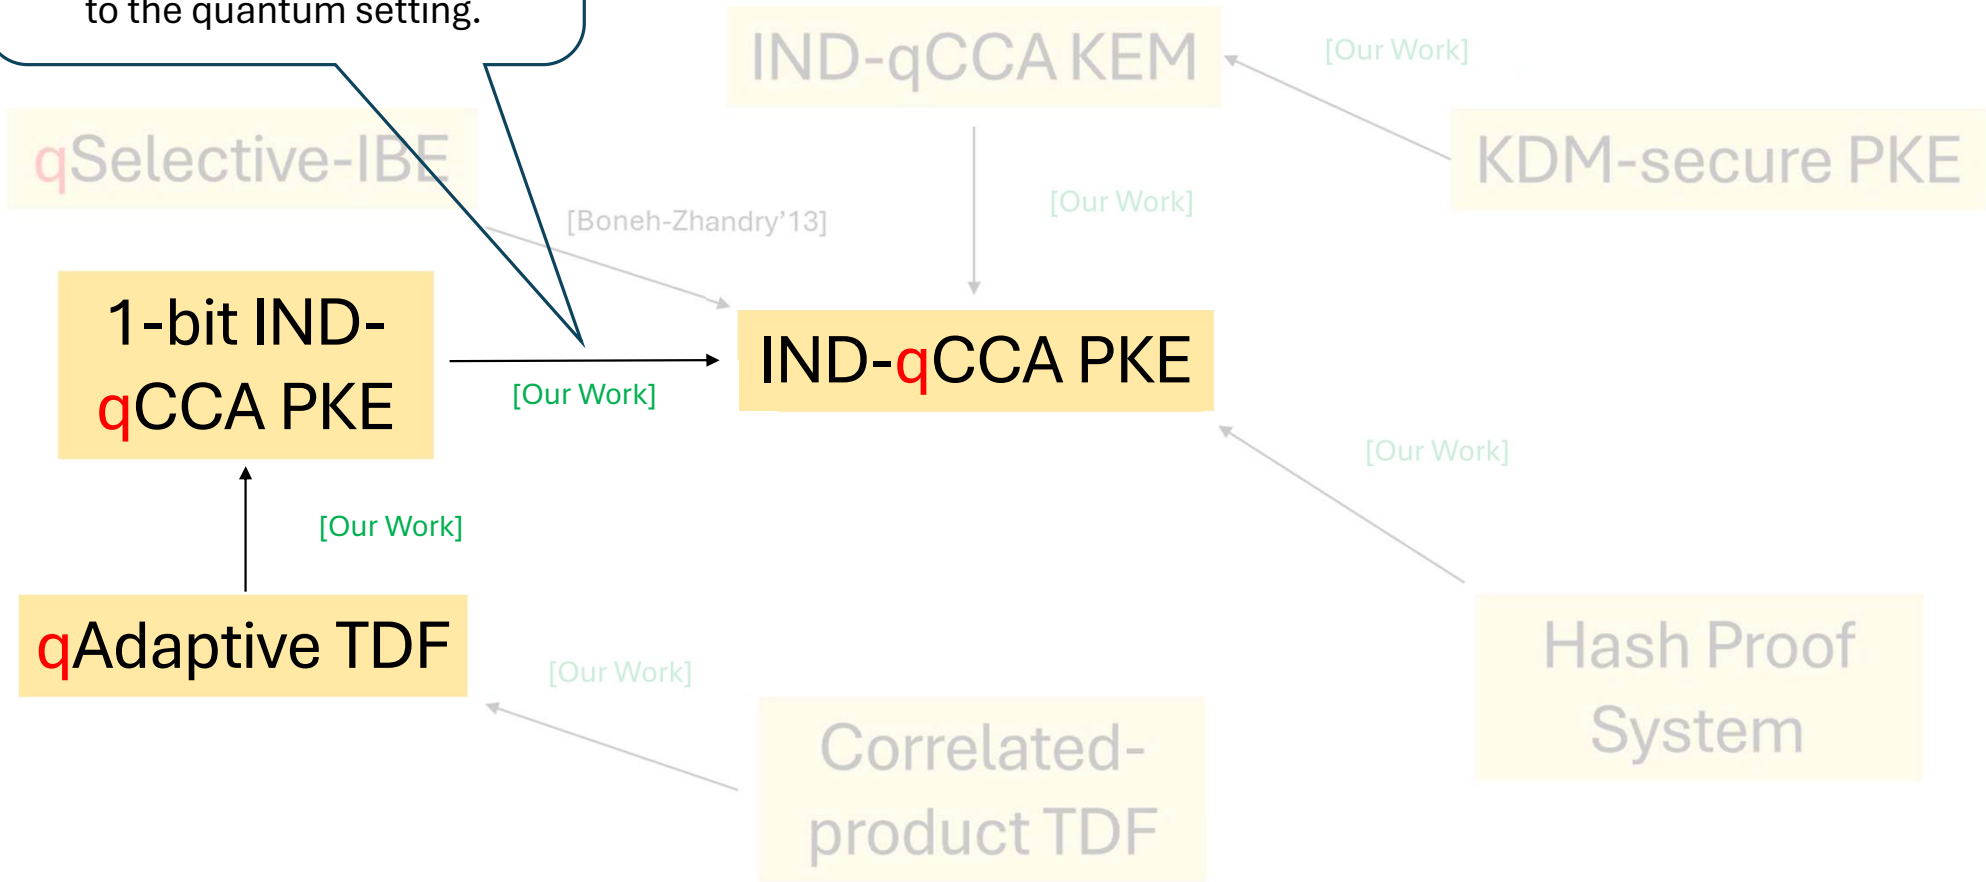 to the quantum setting.
IND-qCCA KEM
[Our Work]
qSelective-IBE
KDM-secure PKE
[Boneh-Zhandry'13]
[Our Work]
1-bit IND-
qCCA PKE
IND-qCCA PKE
[Our Work]
[Our Work]
[Our Work]
qAdaptive TDF
Hash Proof
System
[Our Work]
Correlated-
product TDF